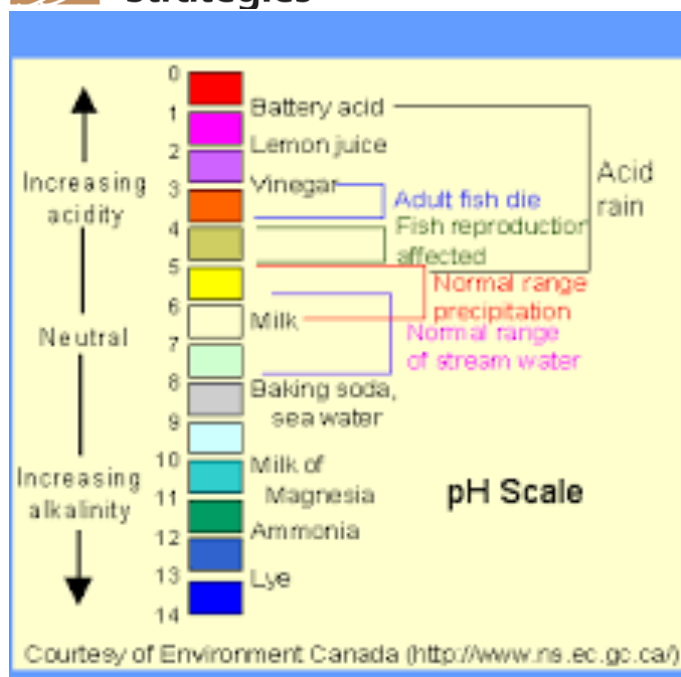 strategies
0
1
Battery acid
Lemon juice
2
Vinegar
3
Increasing
acidity
Adult fish die
Acid
rain
4
Fish reproduction
affected
5
Normal range
precipitation
6
Milk
Neutral
7
Normal range
of stream water
8
Baking soda,
sea water
9
10
Milk of
Magnesia
Increasing
alkalinity
11
pH Scale
Ammonia
12
13
Lye
14
Courtesy of Environment Canada (http://www.ns.ec.gc.ca/)